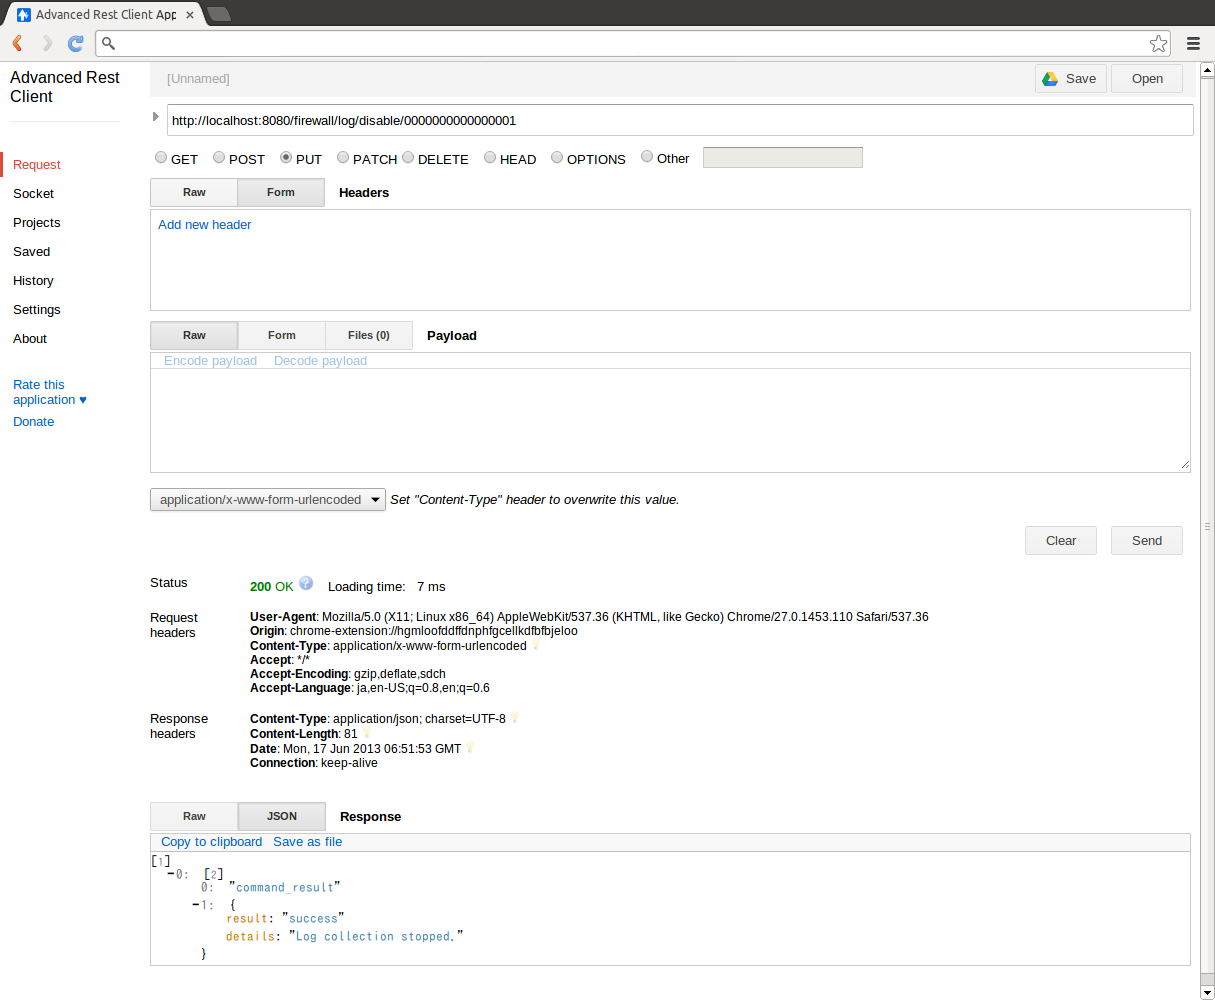 Advanced Rest Client App
Advanced Rest
Client
Request
Socket
Projects
Saved
History
Settings
About
Rate this
application ♥
Donate
[Unnamed]
Save
Open
http://localhost:8080/firewall/log/disable/0000000000000001
GET POST PUT PATCH DELETE HEAD OPTIONS Other
Raw Form Headers
Add new header
Raw Form Files (0) Payload
Encode payload Decode payload
application/x-www-form-urlencoded Set "Content-Type" header to overwrite this value.
Clear Send
Status 200 OK Loading time: 7 ms
Request
headers
User-Agent: Mozilla/5.0 (X11; Linux x86_64) AppleWebKit/537.36 (KHTML, like Gecko) Chrome/27.0.1453.110 Safari/537.36
Origin: chrome-extension://hgmloofddffdnphfgcellkdfbfbjeloo
Content-Type: application/x-www-form-urlencoded
Accept: */*
Accept-Encoding: gzip,deflate,sdch
Accept-Language: ja,en-US;q=0.8,en;q=0.6
Response
headers
Content-Type: application/json; charset=UTF-8
Content-Length: 81
Date: Mon, 17 Jun 2013 06:51:53 GMT
Connection: keep-alive
Raw JSON Response
Copy to clipboard Save as file
[1]
-0: [2]
0: "command_result"
-1: {
result: "success"
details: "Log collection stopped."
}